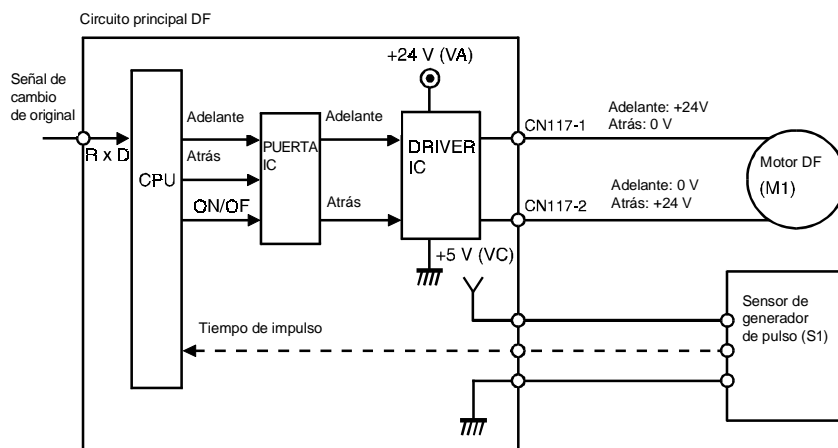 Circuito principal DF
+24 V (VA)
Señal de
cambio
de original
R x D
CPU
Adelante
Atrás
ON/OF
PUERTA
IC
Adelante
Atrás
DRIVER
IC
CN117-1
Adelante: +24V
Atrás: 0 V
CN117-2
Adelante: 0 V
Atrás: +24 V
Motor DF
(M1)
+5 V (VC)
Tiempo de impulso
Sensor de
generador
de pulso (S1)